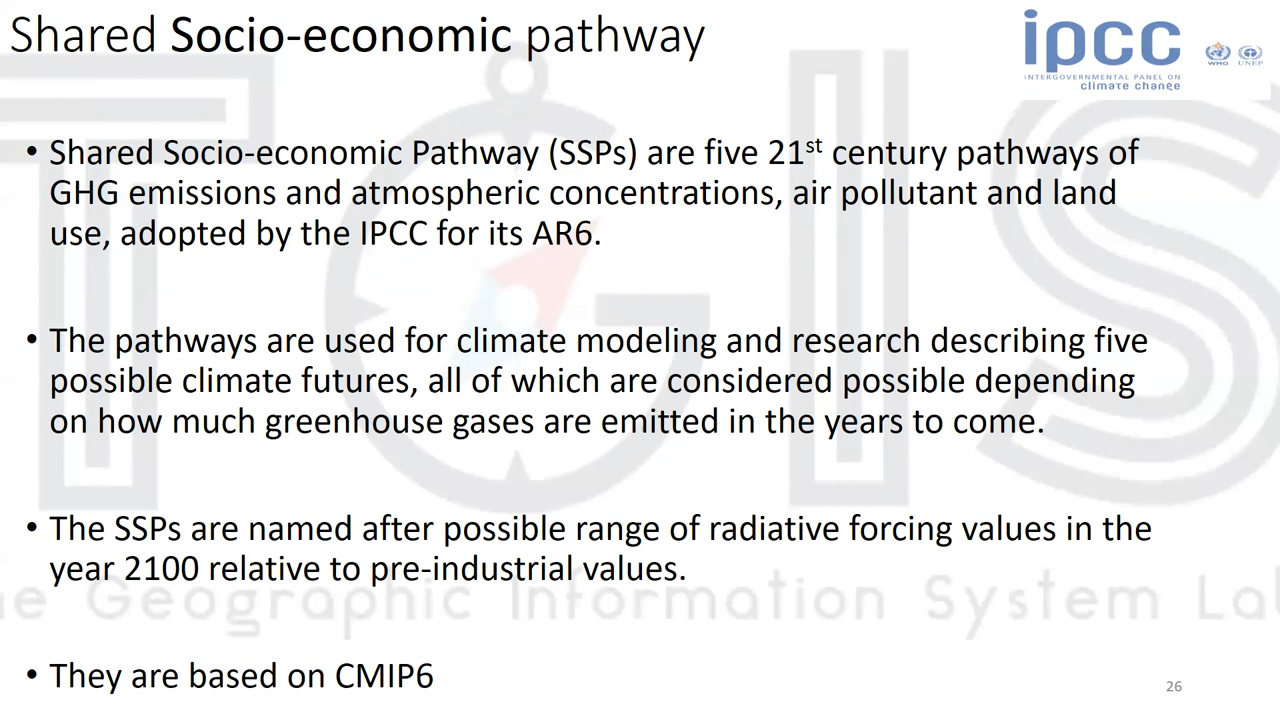 Shared Socio-economic pathway
ipcc
INTERGOVERNMENTAL PANEL ON
climate change
WMO UNEP
• Shared Socio-economic Pathway (SSPs) are five 21st century pathways of
GHG emissions and atmospheric concentrations, air pollutant and land
use, adopted by the IPCC for its AR6.
• The pathways are used for climate modeling and research describing five
possible climate futures, all of which are considered possible depending
on how much greenhouse gases are emitted in the years to come.
• The SSPs are named after possible range of radiative forcing values in the
year 2100 relative to pre-industrial values.
• They are based on CMIP6
TGIS
e Geographic Information System La
26